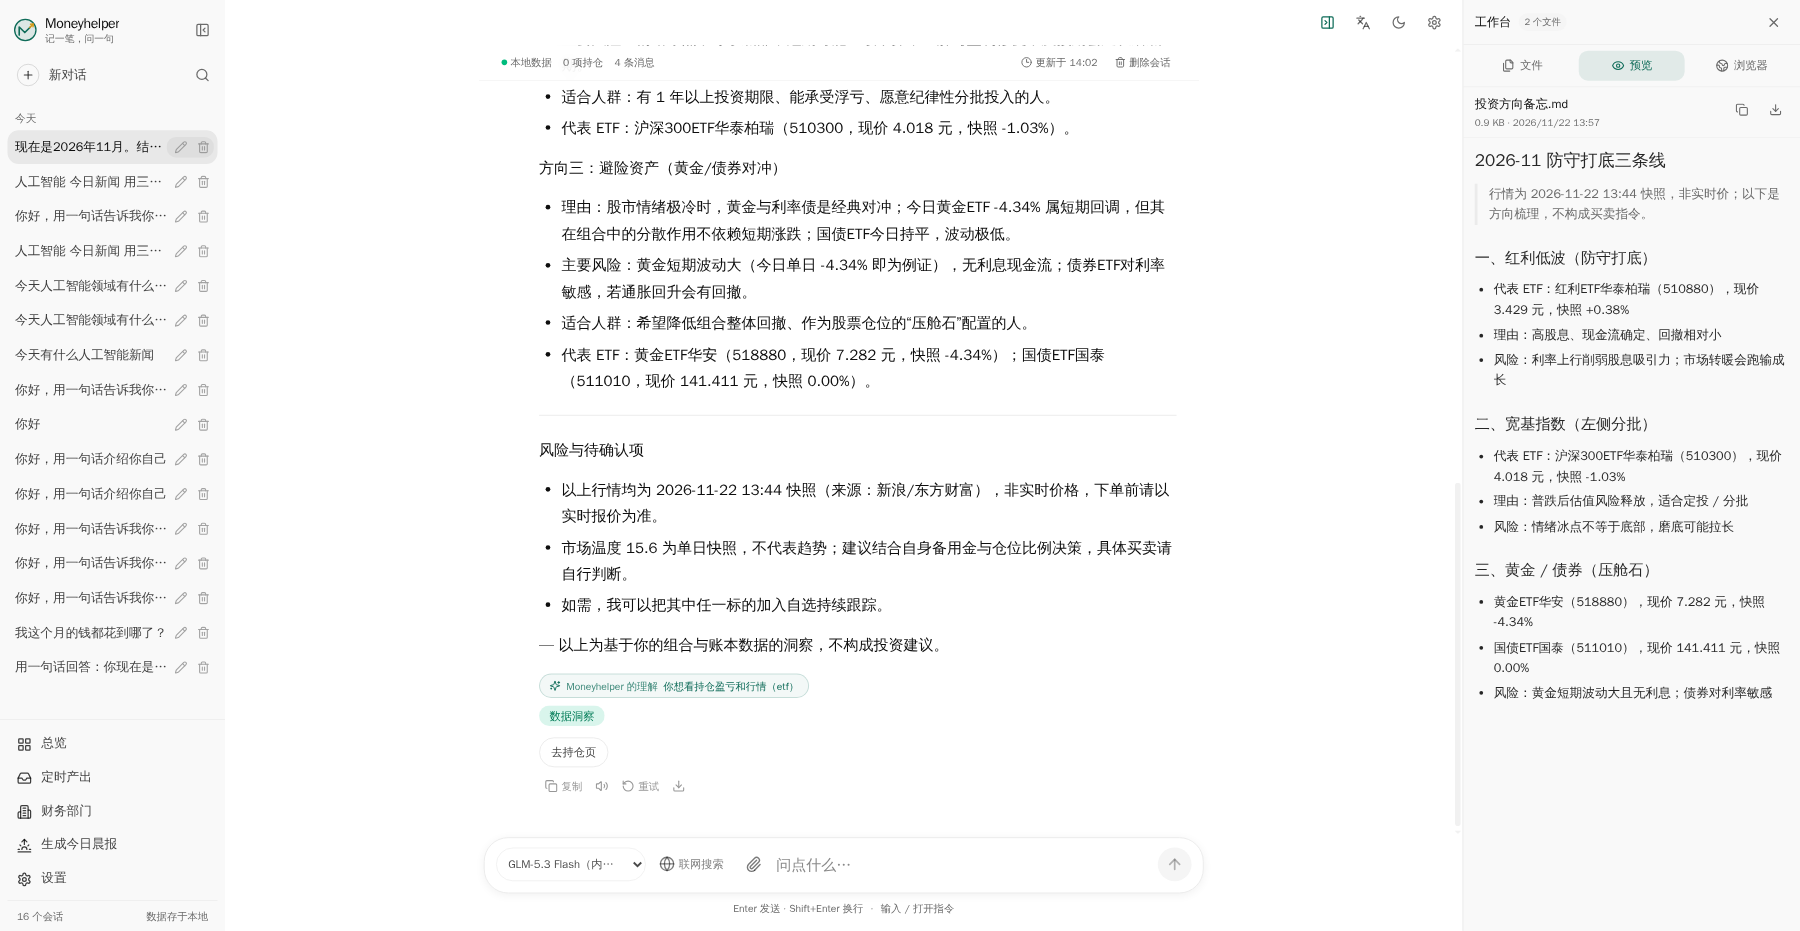 Moneyhelper
记一笔，问一句
新对话
今天
现在是2026年11月。结…
人工智能 今日新闻 用三…
你好，用一句话告诉我你…
人工智能 今日新闻 用三…
今天人工智能领域有什么…
今天人工智能领域有什么…
今天有什么人工智能新闻
你好，用一句话告诉我你…
你好
你好，用一句话介绍你自己
你好，用一句话介绍你自己
你好，用一句话告诉我你…
你好，用一句话告诉我你…
你好，用一句话告诉我你…
我这个月的钱都花到哪了？
用一句话回答：你现在是…
总览
定时产出
财务部门
生成今日晨报
设置
16 个会话
数据存于本地
本地数据 0 项持仓 4 条消息
更新于 14:02 删除会话
适合人群：有 1 年以上投资期限、能承受浮亏、愿意纪律性分批投入的人。
代表 ETF：沪深300ETF华泰柏瑞（510300，现价 4.018 元，快照 -1.03%）。
方向三：避险资产（黄金/债券对冲）
理由：股市情绪极冷时，黄金与利率债是经典对冲；今日黄金ETF -4.34% 属短期回调，但其
在组合中的分散作用不依赖短期涨跌；国债ETF今日持平，波动极低。
主要风险：黄金短期波动大（今日单日 -4.34% 即为例证），无利息现金流；债券ETF对利率
敏感，若通胀回升会有回撤。
适合人群：希望降低组合整体回撤、作为股票仓位的“压舱石”配置的人。
代表 ETF：黄金ETF华安（518880，现价 7.282 元，快照 -4.34%）；国债ETF国泰
（511010，现价 141.411 元，快照 0.00%）。
风险与待确认项
以上行情均为 2026-11-22 13:44 快照（来源：新浪/东方财富），非实时价格，下单前请以
实时报价为准。
市场温度 15.6 为单日快照，不代表趋势；建议结合自身备用金与仓位比例决策，具体买卖请
自行判断。
如需，我可以把其中任一标的加入自选持续跟踪。
— 以上为基于你的组合与账本数据的洞察，不构成投资建议。
Moneyhelper 的理解 你想看持仓盈亏和行情（etf）
数据洞察
去持仓页
复制 重试
GLM-5.3 Flash（内…
联网搜索
问点什么…
Enter 发送 · Shift+Enter 换行 · 输入 / 打开指令
工作台 2 个文件
文件 预览 浏览器
投资方向备忘.md
0.9 KB · 2026/11/22 13:57
2026-11 防守打底三条线
行情为 2026-11-22 13:44 快照，非实时价；以下是
方向梳理，不构成买卖指令。
一、红利低波（防守打底）
代表 ETF：红利ETF华泰柏瑞（510880），现价
3.429 元，快照 +0.38%
理由：高股息、现金流确定、回撤相对小
风险：利率上行削弱股息吸引力；市场转暖会跑输成
长
二、宽基指数（左侧分批）
代表 ETF：沪深300ETF华泰柏瑞（510300），现价
4.018 元，快照 -1.03%
理由：普跌后估值风险释放，适合定投 / 分批
风险：情绪冰点不等于底部，磨底可能拉长
三、黄金 / 债券（压舱石）
黄金ETF华安（518880），现价 7.282 元，快照
-4.34%
国债ETF国泰（511010），现价 141.411 元，快照
0.00%
风险：黄金短期波动大且无利息；债券对利率敏感